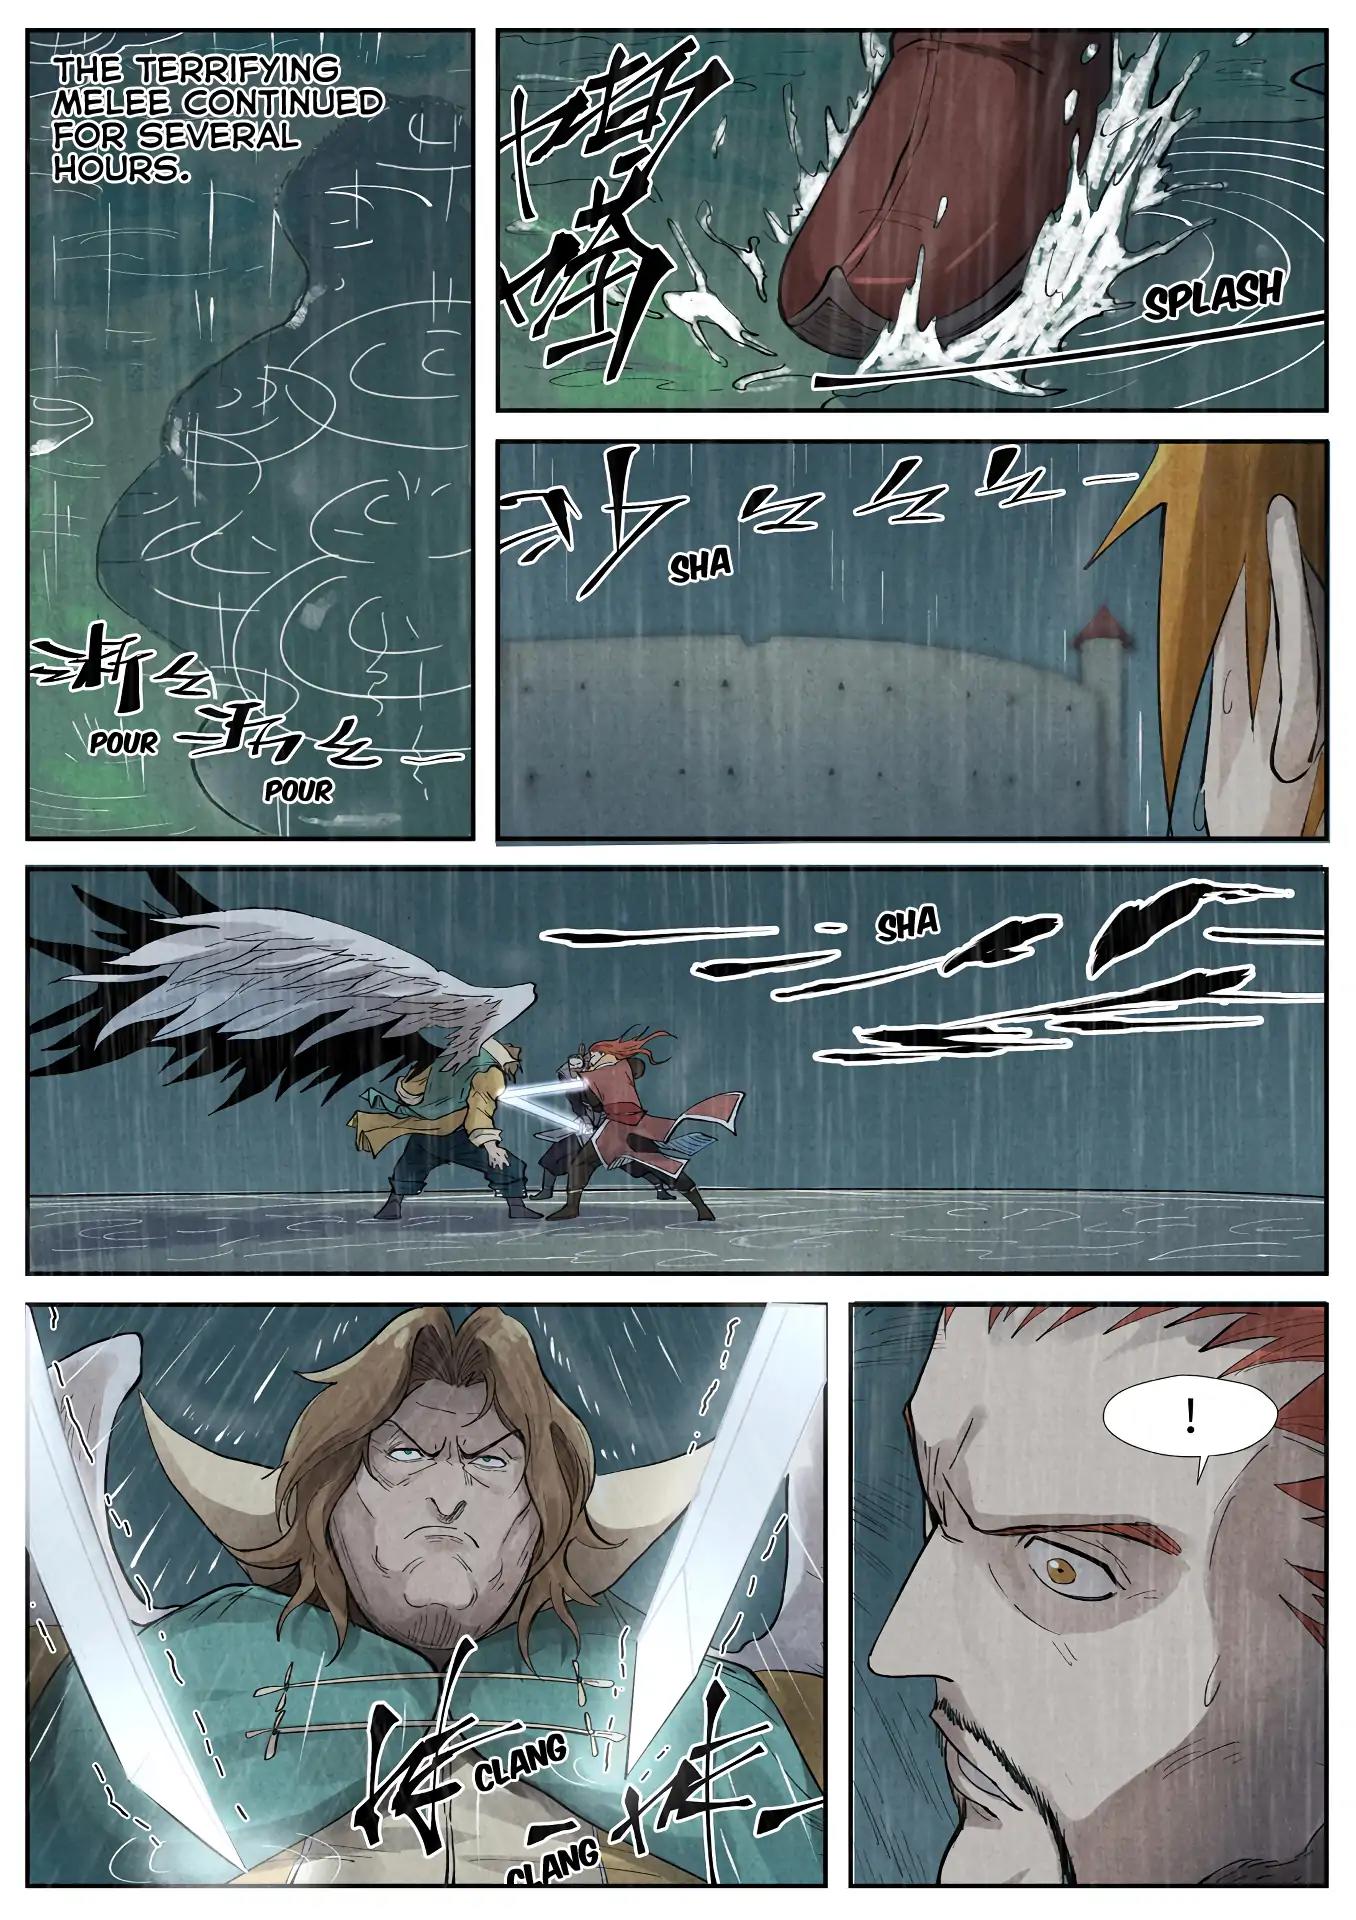 THE TERRIFYING
MELEE CONTINUED
FOR SEVERAL
HOURS.
SPLASH
SHA
POUR
POUR
SHA
!
CLANG
CLANG